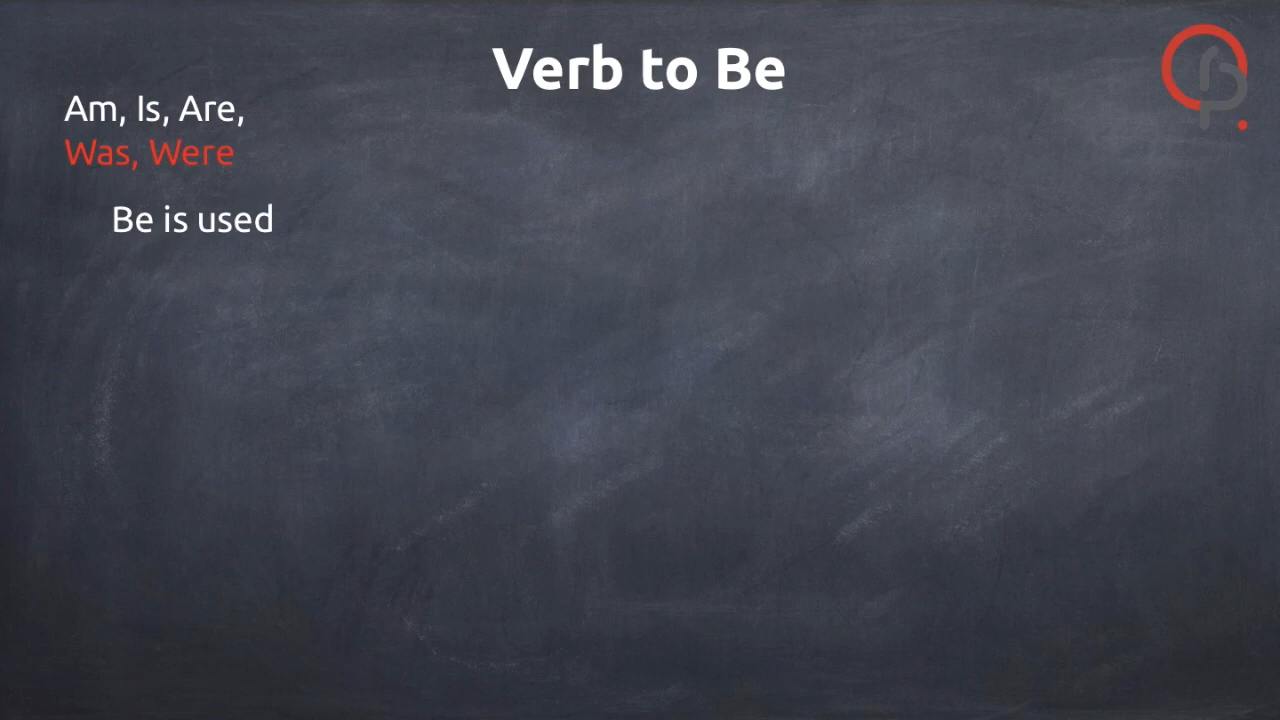 Verb to Be
Am, Is, Are,
Was, Were
Be is used